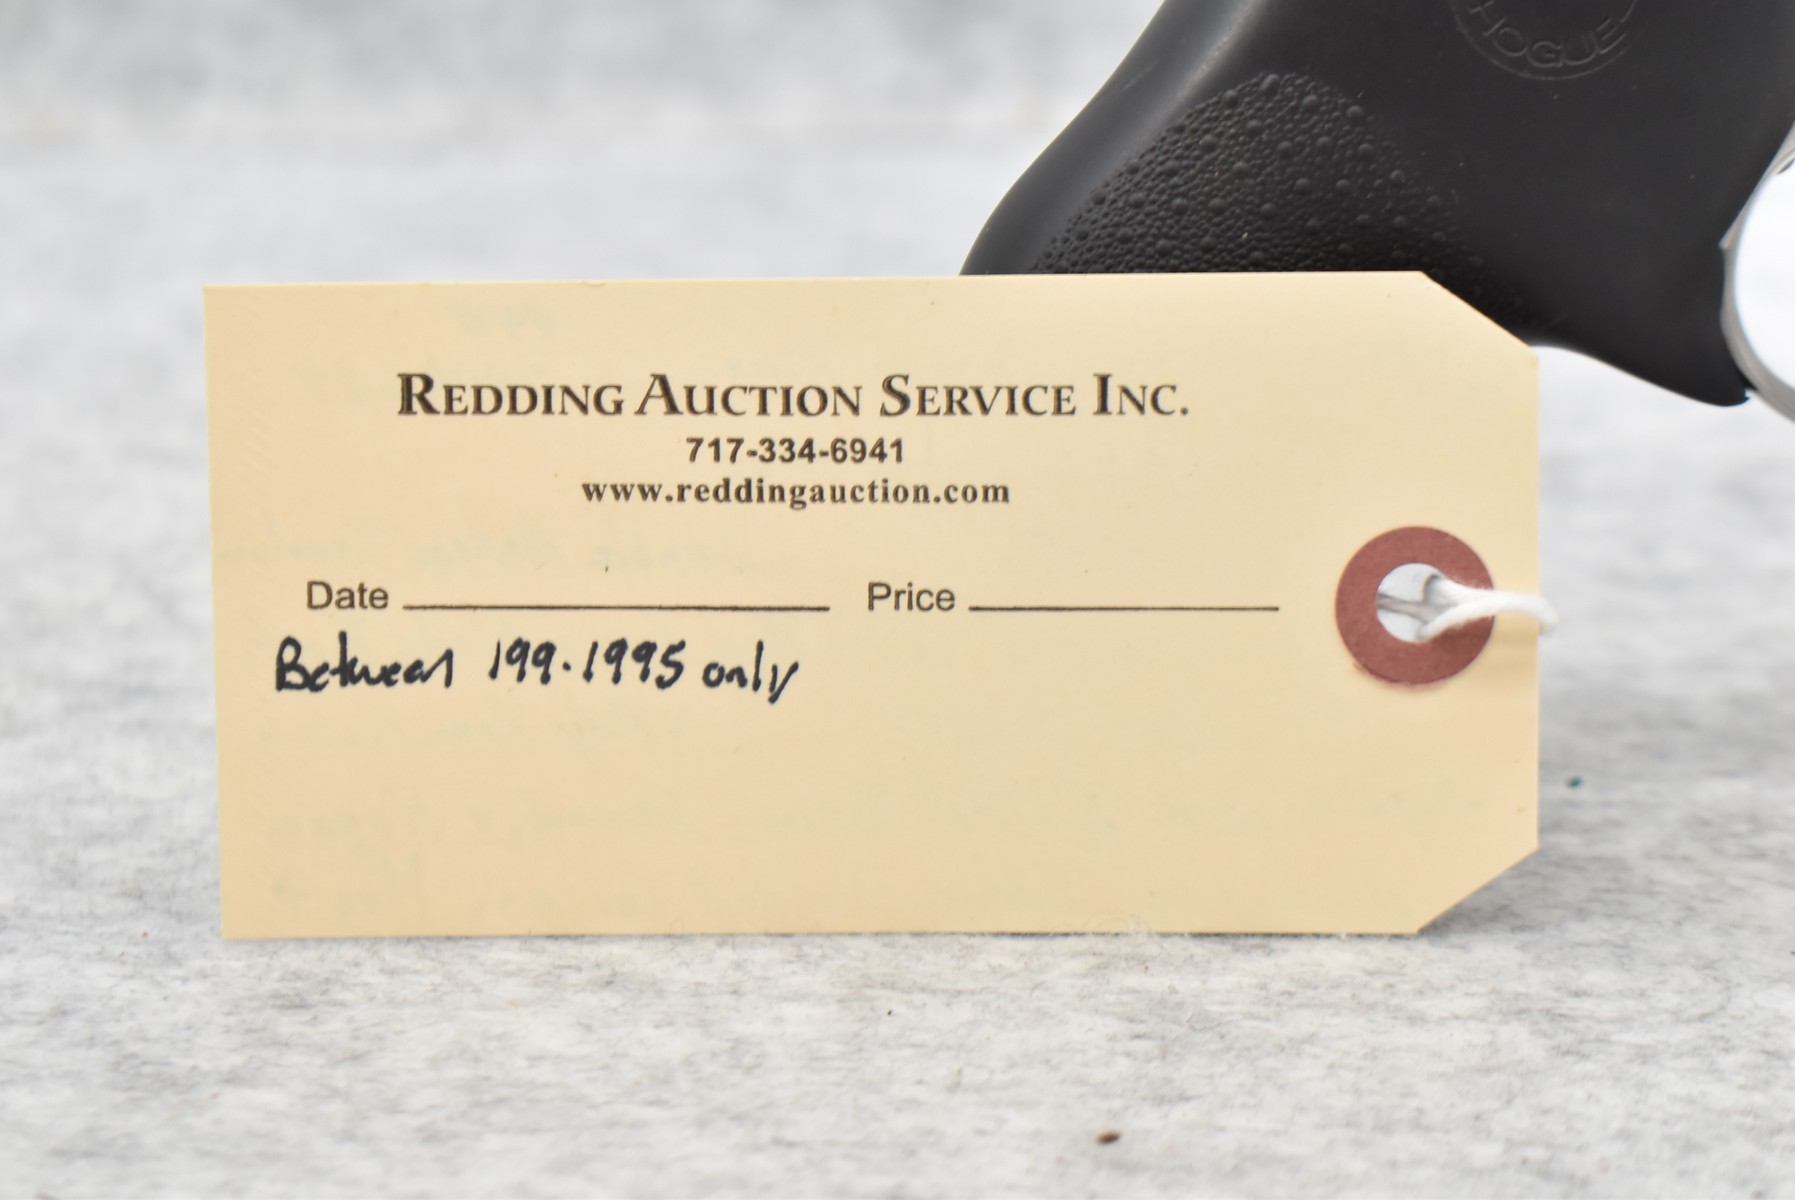 HOGUE
REDDING AUCTION SERVICE INC.
717-334-6941
www.reddingauction.com
Date Price
Between 199-1995 only